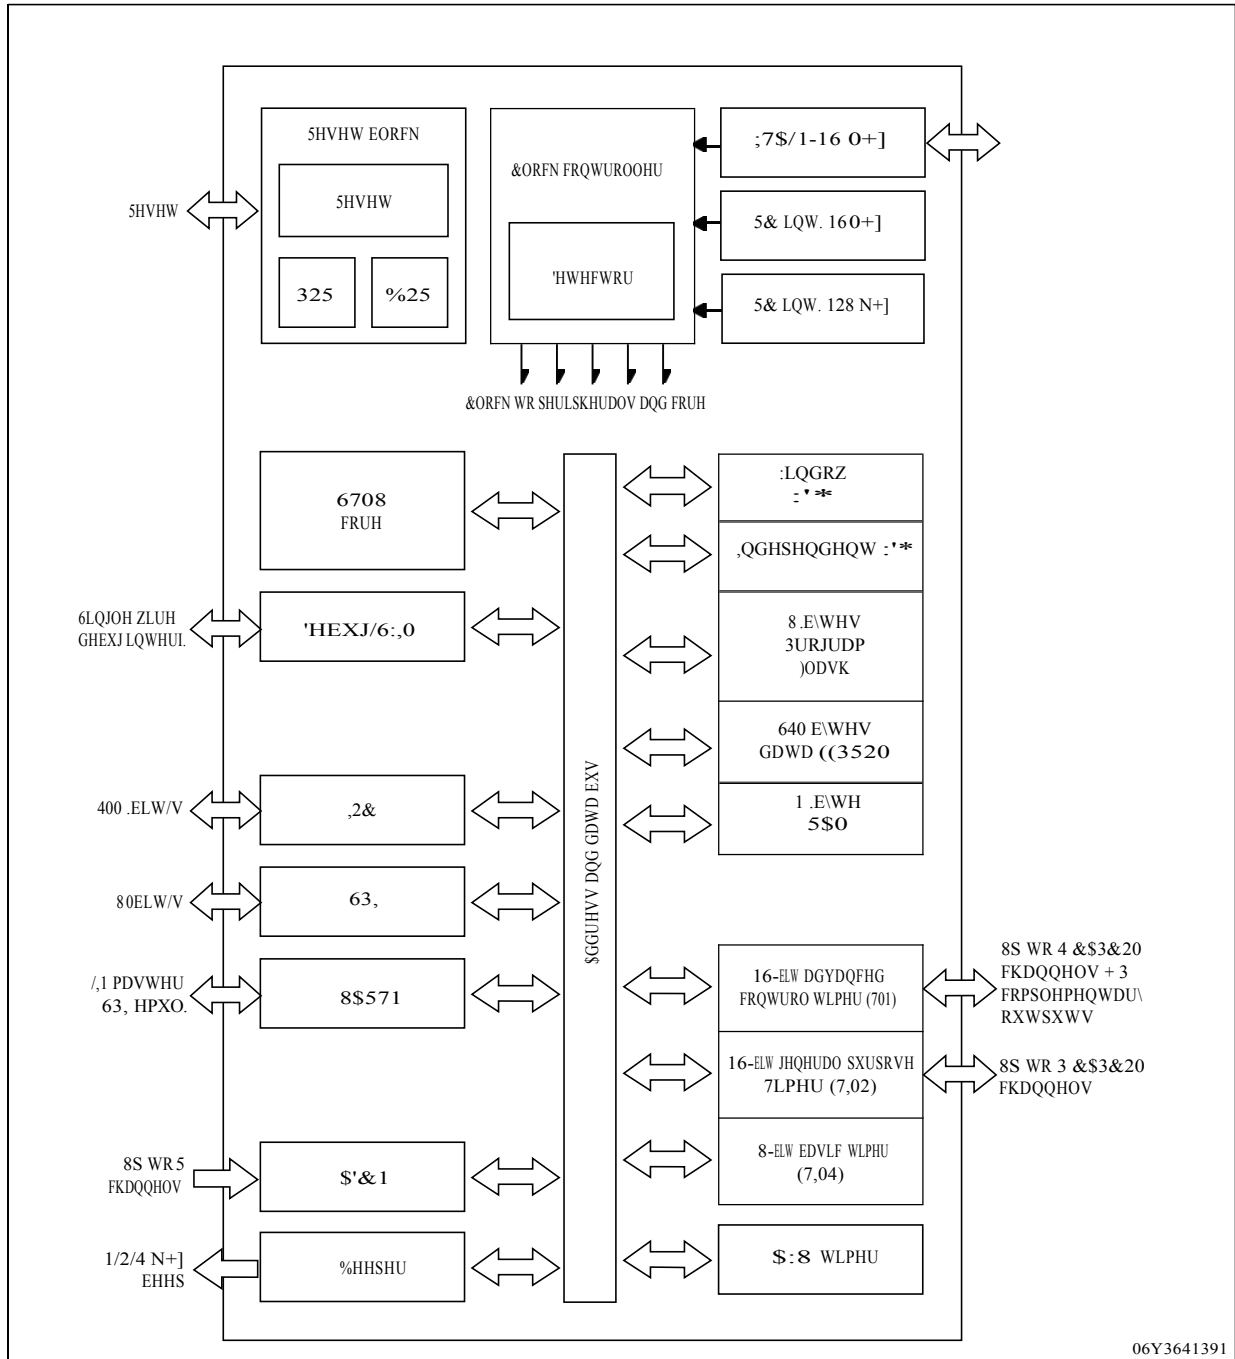 5HVHW EORFN
5HVHW
325
%25
5HVHW
&ORFN FRQWUROOHU
'HWHFWRU
;7$/1-16 0+]
5& LQW. 160+]
5& LQW. 128 N+]
&ORFN WR SHULSKHUDOV DQG FRUH
6708
FRUH
6LQJOH ZLUH
GHEXJ LQWHUI.
'HEXJ/6:,0
400 .ELW/V
,2&
80ELW/V
63,
/,1 PDVWHU
63, HPXO.
8$571
8S WR 5
FKDQQHOV
$'&1
1/2/4 N+]
EHHS
%HHSHU
$GGUHVV DQG GDWD EXV
:LQGRZ
:'*
,QGHSHQGHQW :'*
8 .E\WHV
3URJUDP
)ODVK
640 E\WHV
GDWD ((3520
1 .E\WH
5$0
16-ELW DGYDQFHG
FRQWURO WLPHU (701)
8S WR 4 &$3&20
FKDQQHOV + 3
FRPSOHPHQWDU\
RXWSXWV
16-ELW JHQHUDO SXUSRVH
7LPHU (7,02)
8S WR 3 &$3&20
FKDQQHOV
8-ELW EDVLF WLPHU
(7,04)
$:8 WLPHU
06Y3641391